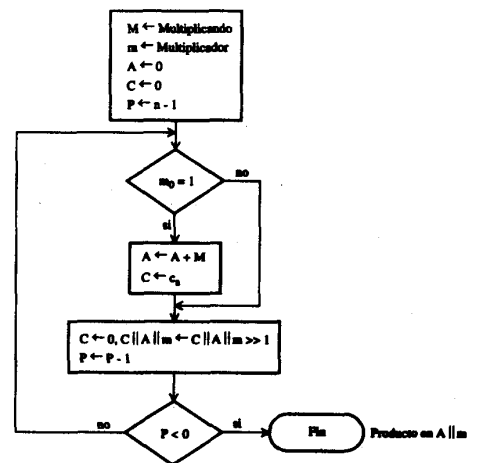 M ← Multiplicando
m ← Multiplicador
A ← 0
C ← 0
P ← n - 1
m₀ = 1
no
si
A ← A + M
C ← cₙ
C ← 0, C || A || m ← C || A || m >> 1
P ← P - 1
no
P < 0
si
Fin
Producto en A || m